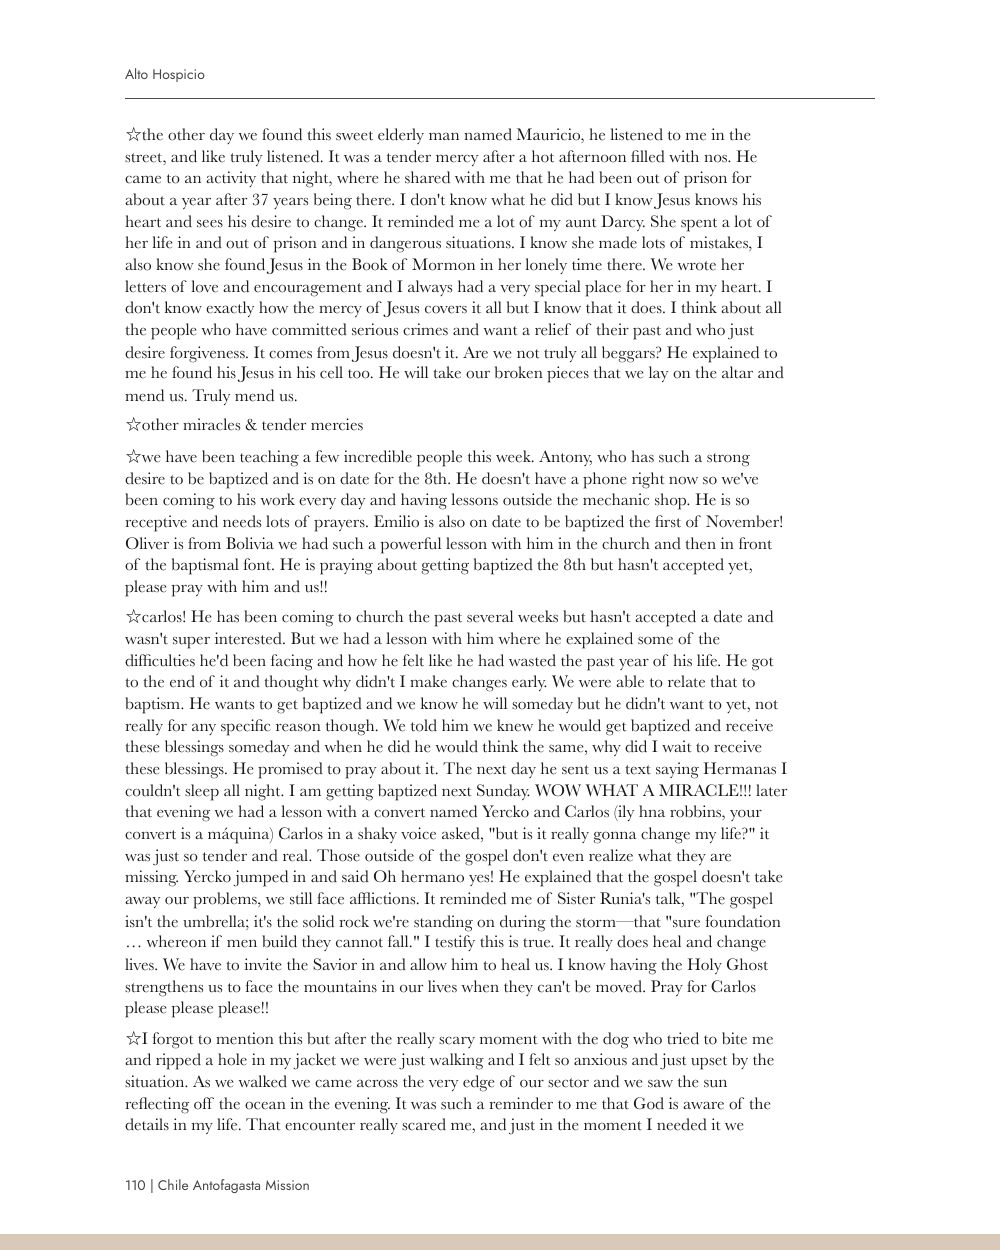 Alto Hospicio
☆the other day we found this sweet elderly man named Mauricio, he listened to me in the
street, and like truly listened. It was a tender mercy after a hot afternoon filled with nos. He
came to an activity that night, where he shared with me that he had been out of prison for
about a year after 37 years being there. I don't know what he did but I know Jesus knows his
heart and sees his desire to change. It reminded me a lot of my aunt Darcy. She spent a lot of
her life in and out of prison and in dangerous situations. I know she made lots of mistakes, I
also know she found Jesus in the Book of Mormon in her lonely time there. We wrote her
letters of love and encouragement and I always had a very special place for her in my heart. I
don't know exactly how the mercy of Jesus covers it all but I know that it does. I think about all
the people who have committed serious crimes and want a relief of their past and who just
desire forgiveness. It comes from Jesus doesn't it. Are we not truly all beggars? He explained to
me he found his Jesus in his cell too. He will take our broken pieces that we lay on the altar and
mend us. Truly mend us.
☆other miracles & tender mercies
☆we have been teaching a few incredible people this week. Antony, who has such a strong
desire to be baptized and is on date for the 8th. He doesn't have a phone right now so we've
been coming to his work every day and having lessons outside the mechanic shop. He is so
receptive and needs lots of prayers. Emilio is also on date to be baptized the first of November!
Oliver is from Bolivia we had such a powerful lesson with him in the church and then in front
of the baptismal font. He is praying about getting baptized the 8th but hasn't accepted yet,
please pray with him and us!!
☆carlos! He has been coming to church the past several weeks but hasn't accepted a date and
wasn't super interested. But we had a lesson with him where he explained some of the
difficulties he'd been facing and how he felt like he had wasted the past year of his life. He got
to the end of it and thought why didn't I make changes early. We were able to relate that to
baptism. He wants to get baptized and we know he will someday but he didn't want to yet, not
really for any specific reason though. We told him we knew he would get baptized and receive
these blessings someday and when he did he would think the same, why did I wait to receive
these blessings. He promised to pray about it. The next day he sent us a text saying Hermanas I
couldn't sleep all night. I am getting baptized next Sunday. WOW WHAT A MIRACLE!!! later
that evening we had a lesson with a convert named Yercko and Carlos (ily hna robbins, your
convert is a máquina) Carlos in a shaky voice asked, "but is it really gonna change my life?" it
was just so tender and real. Those outside of the gospel don't even realize what they are
missing. Yercko jumped in and said Oh hermano yes! He explained that the gospel doesn't take
away our problems, we still face afflictions. It reminded me of Sister Runia's talk, "The gospel
isn't the umbrella; it's the solid rock we're standing on during the storm—that "sure foundation
… whereon if men build they cannot fall." I testify this is true. It really does heal and change
lives. We have to invite the Savior in and allow him to heal us. I know having the Holy Ghost
strengthens us to face the mountains in our lives when they can't be moved. Pray for Carlos
please please please!!
☆I forgot to mention this but after the really scary moment with the dog who tried to bite me
and ripped a hole in my jacket we were just walking and I felt so anxious and just upset by the
situation. As we walked we came across the very edge of our sector and we saw the sun
reflecting off the ocean in the evening. It was such a reminder to me that God is aware of the
details in my life. That encounter really scared me, and just in the moment I needed it we
110 | Chile Antofagasta Mission